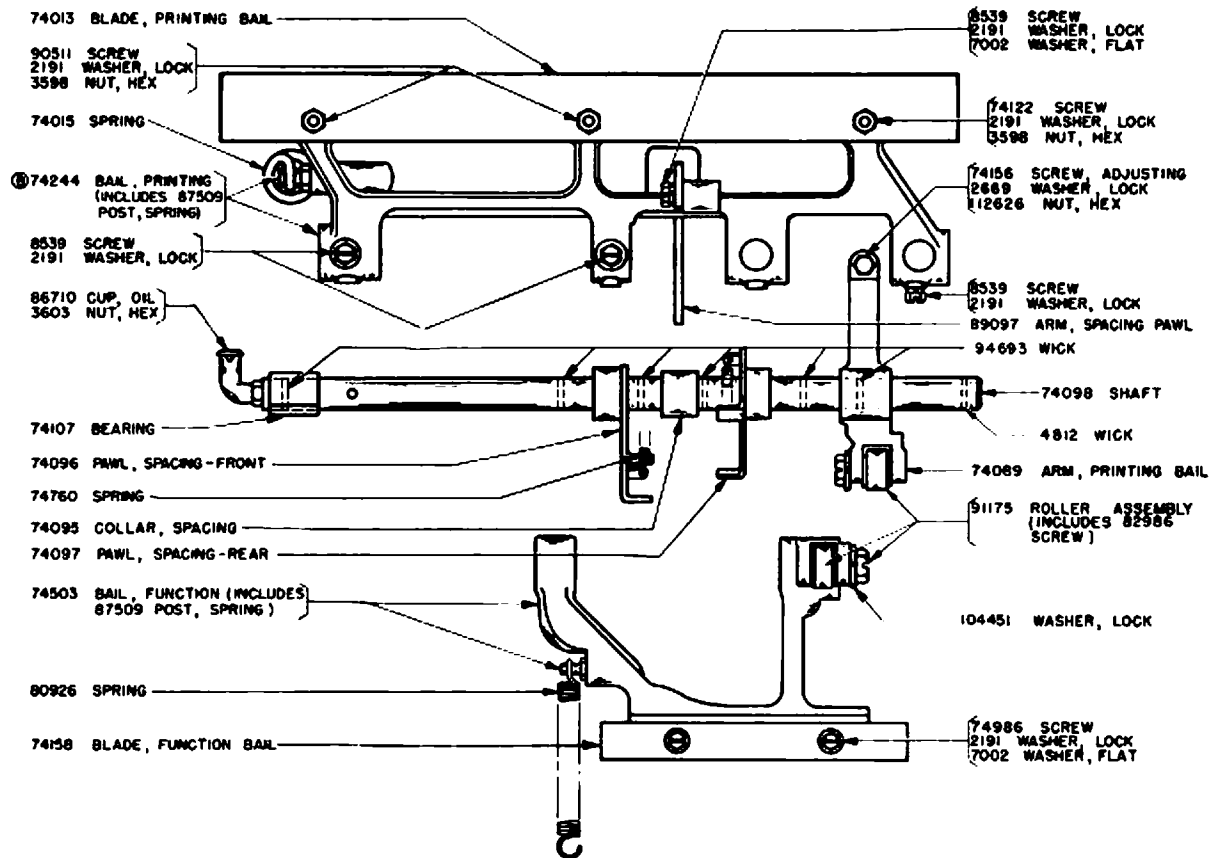 74013 BLADE, PRINTING BAIL
90511 SCREW
2191 WASHER, LOCK
3598 NUT, HEX
74015 SPRING
Ⓑ 74244 BAIL, PRINTING
(INCLUDES 87509
POST, SPRING)
8539 SCREW
2191 WASHER, LOCK
86710 CUP, OIL
3603 NUT, HEX
74107 BEARING
74096 PAWL, SPACING-FRONT
74760 SPRING
74095 COLLAR, SPACING
74097 PAWL, SPACING-REAR
74503 BAIL, FUNCTION (INCLUDES
87509 POST, SPRING)
80926 SPRING
74158 BLADE, FUNCTION BAIL
8539 SCREW
2191 WASHER, LOCK
7002 WASHER, FLAT
74122 SCREW
2191 WASHER, LOCK
3598 NUT, HEX
74156 SCREW, ADJUSTING
2669 WASHER, LOCK
112626 NUT, HEX
8539 SCREW
2191 WASHER, LOCK
89097 ARM, SPACING PAWL
94693 WICK
74098 SHAFT
4812 WICK
74089 ARM, PRINTING BAIL
91175 ROLLER ASSEMBLY
(INCLUDES 82986
SCREW)
104451 WASHER, LOCK
74986 SCREW
2191 WASHER, LOCK
7002 WASHER, FLAT